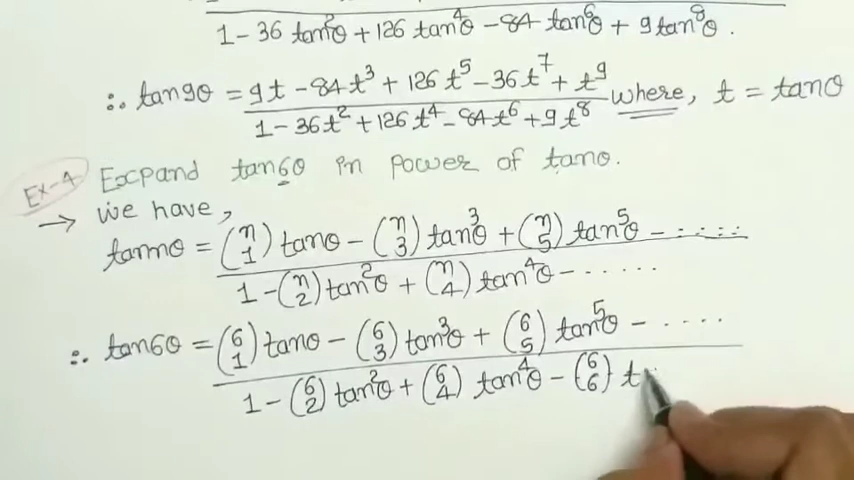 1 - 36 tan²θ + 126 tan⁴θ - 84 tan⁶θ + 9 tan⁸θ .
∴ tan9θ = 9t - 84t³ + 126t⁵ - 36t⁷ + t⁹
1 - 36t² + 126t⁴ - 84t⁶ + 9t⁸ where, t = tanθ
Ex-4 Expand tan6θ in power of tanθ.
→ we have,
tannθ = (n 1) tanθ - (n 3) tan³θ + (n 5) tan⁵θ - ......
1 - (n 2) tan²θ + (n 4) tan⁴θ - ......
∴ tan6θ = (6 1) tanθ - (6 3) tan³θ + (6 5) tan⁵θ - ....
1 - (6 2) tan²θ + (6 4) tan⁴θ - (6 6) t